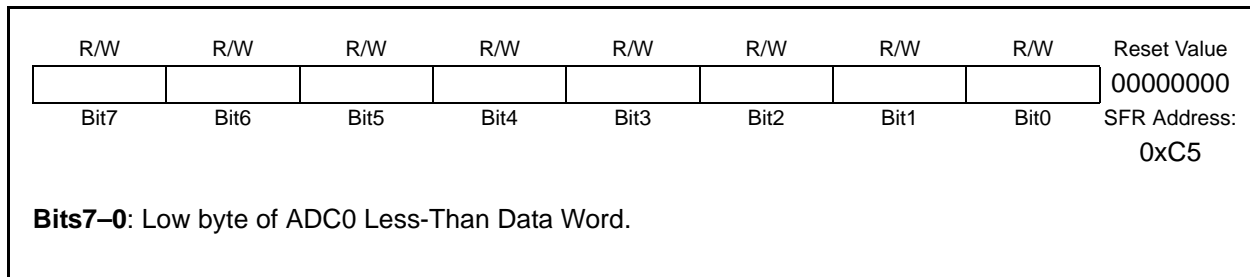 R/W R/W R/W R/W R/W R/W R/W R/W Reset Value
00000000
Bit7 Bit6 Bit5 Bit4 Bit3 Bit2 Bit1 Bit0 SFR Address:
0xC5
Bits7–0: Low byte of ADC0 Less-Than Data Word.